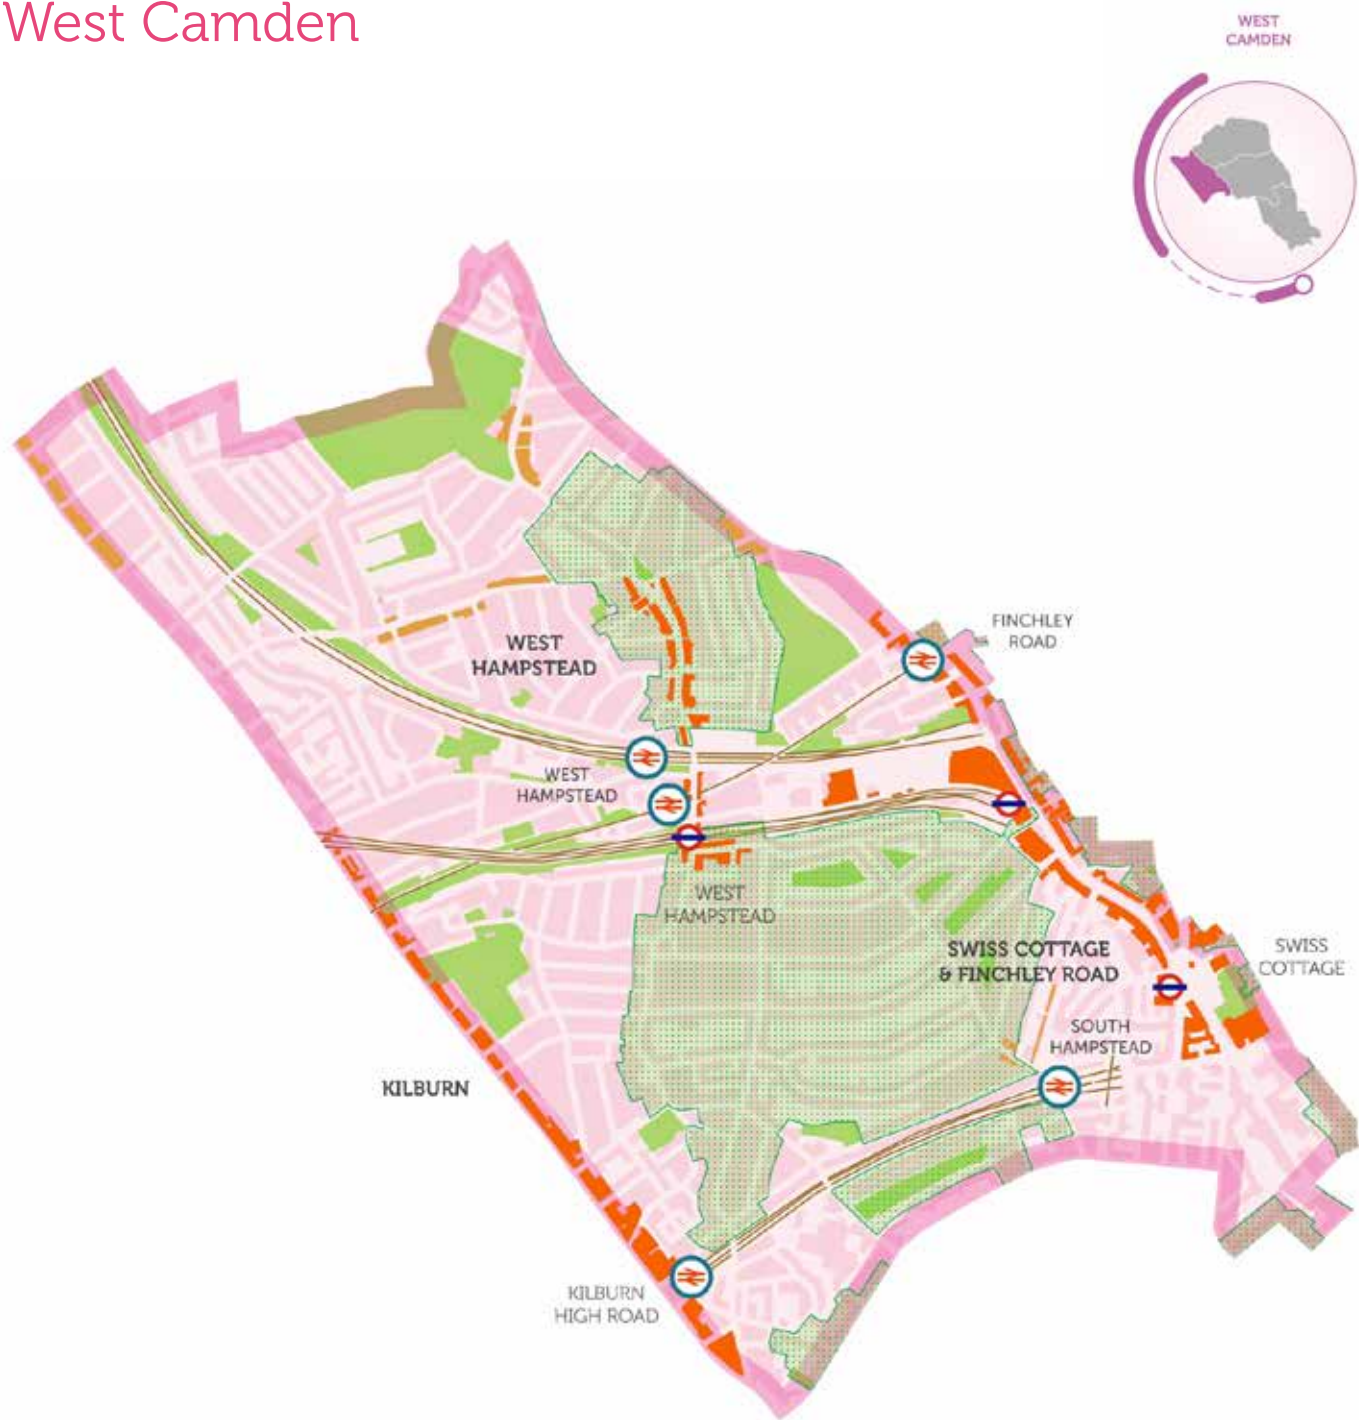 West Camden
WEST
CAMDEN
FINCHLEY
ROAD
WEST
HAMPSTEAD
WEST
HAMPSTEAD
WEST
HAMPSTEAD
SWISS COTTAGE
& FINCHLEY ROAD
SWISS
COTTAGE
SOUTH
HAMPSTEAD
KILBURN
KILBURN
HIGH ROAD